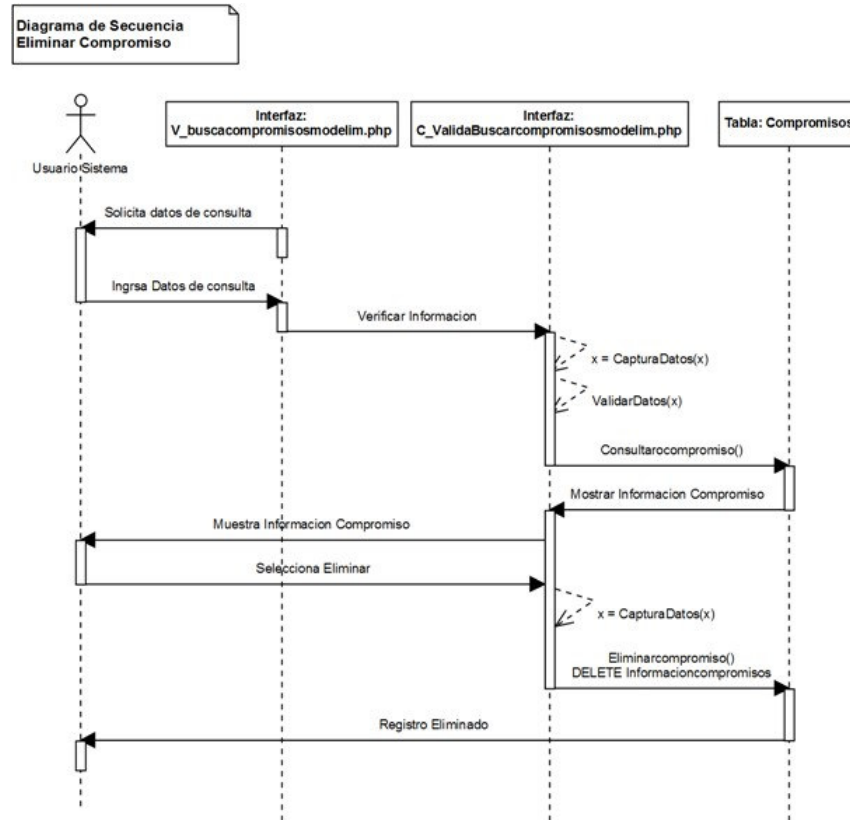 Diagrama de Secuencia
Eliminar Compromiso
Usuario Sistema
Interfaz:
V_buscacompromisosmodelim.php
Interfaz:
C_ValidaBuscarcompromisosmodelim.php
Tabla: Compromisos
Solicita datos de consulta
Ingrsa Datos de consulta
Verificar Informacion
x = CapturaDatos(x)
ValidarDatos(x)
Consultarocompromiso()
Mostrar Informacion Compromiso
Muestra Informacion Compromiso
Selecciona Eliminar
x = CapturaDatos(x)
Eliminarcompromiso()
DELETE Informacioncompromisos
Registro Eliminado